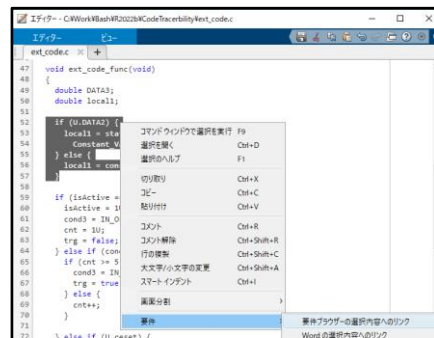 エディター - C:¥Work¥Bash¥R2022b¥CodeTracerbility¥ext_code.c
エディター ビュー
ext_code.c × +
47 void ext_code_func(void)
48 {
49 double DATA3;
50 double local1;
51
52 if (U.DATA2) {
53 local1 = sta
54 Constant_V
55 } else {
56 local1 = con
57 }
58
59 if (isActive =
60 isActive = 1U
61 cond3 = IN_O
62 cnt = 1U;
63 trg = false;
64 } else if (con
65 if (cnt >= 5
66 cond3 = IN_
67 trg = true
68 } else {
69 cnt++;
70 }
71
72 } else if (U.reset) {
コマンド ウィンドウで選択を実行 F9
選択を開く Ctrl+D
選択のヘルプ F1
切り取り Ctrl+X
コピー Ctrl+C
貼り付け Ctrl+V
コメント Ctrl+R
コメント解除 Ctrl+Shift+R
行の複製 Ctrl+Shift+C
大文字/小文字の変更 Ctrl+Shift+A
スマート インデント Ctrl+I
画面分割
要件
要件ブラウザーの選択内容へのリンク
Word の選択内容へのリンク